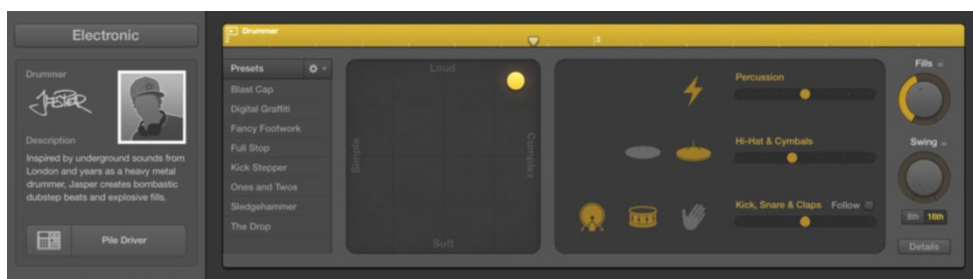 Electronic
Drummer
Jasper
Description
Inspired by underground sounds from
London and years as a heavy metal
drummer, Jasper creates bombastic
dubstep beats and explosive fills.
Pile Driver
Drummer
2
3
Presets
Blast Cap
Digital Graffiti
Fancy Footwork
Full Stop
Kick Stepper
Ones and Twos
Sledgehammer
The Drop
Loud
Simple
Complex
Soft
Percussion
Hi-Hat & Cymbals
Kick, Snare & Claps Follow
Fills
Swing
8th 16th
Details